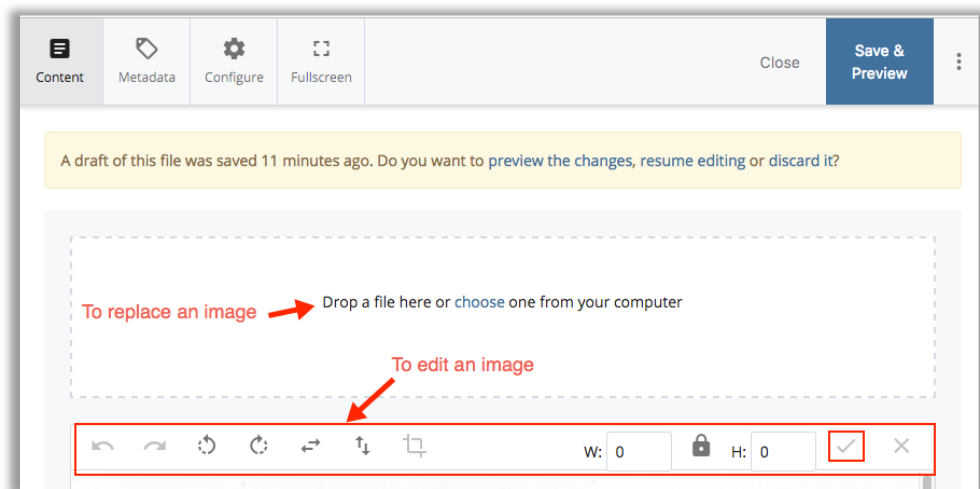 Content
Metadata
Configure
Fullscreen
Close
Save &
Preview
A draft of this file was saved 11 minutes ago. Do you want to preview the changes, resume editing or discard it?
Drop a file here or choose one from your computer
To replace an image
To edit an image
W: 0
H: 0